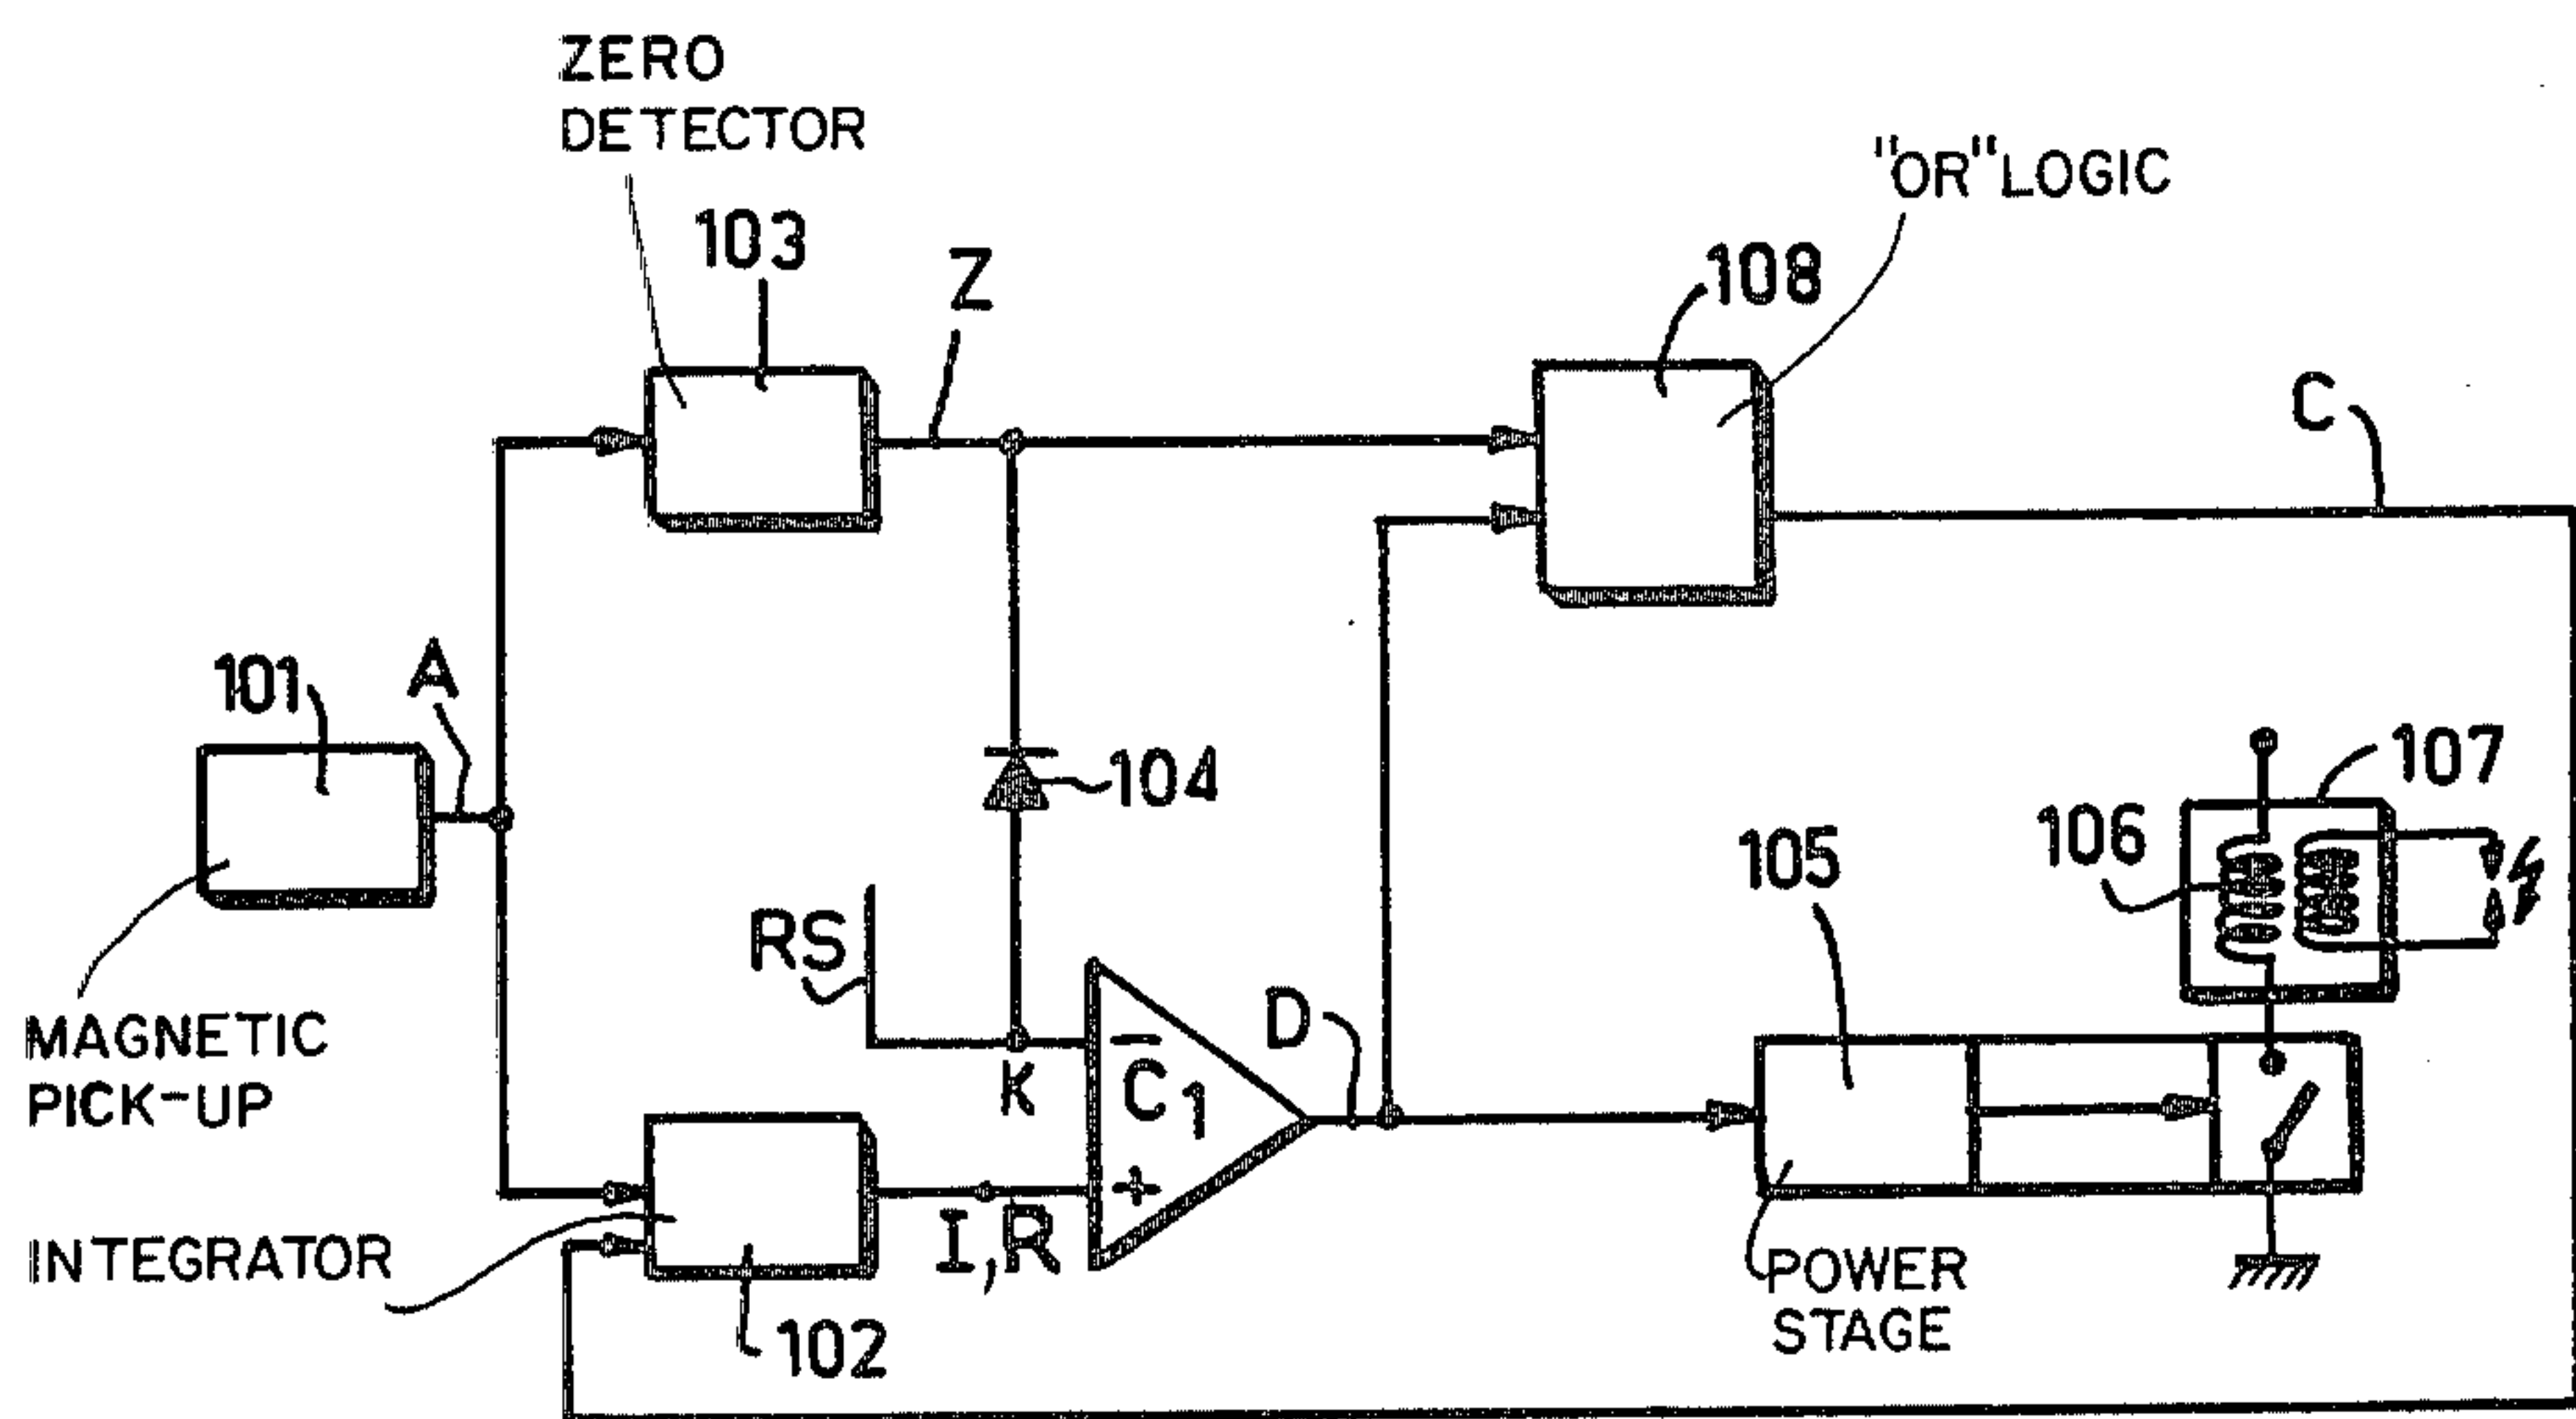 ZERO
DETECTOR
103
Z
"OR" LOGIC
108
C
101
A
104
107
106
105
RS
K
C1
−
+
D
MAGNETIC
PICK-UP
INTEGRATOR
I,R
102
POWER
STAGE